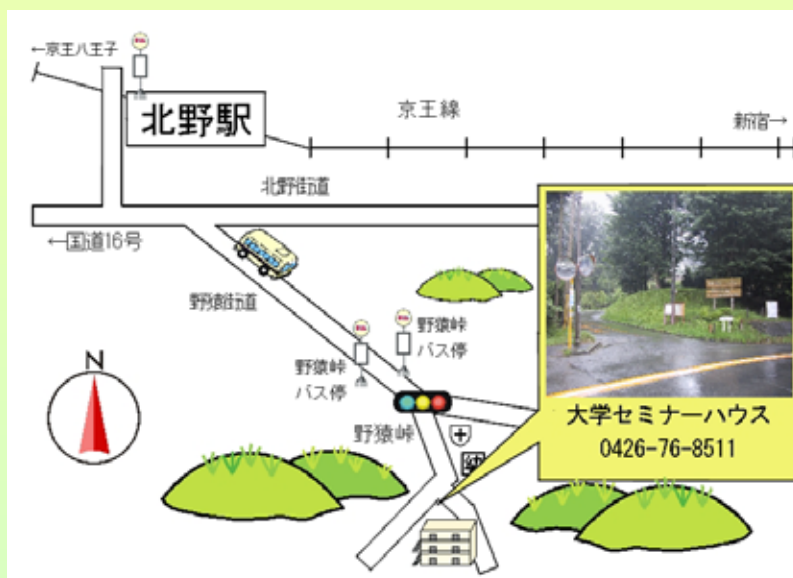 ←京王八王子
北野駅
京王線
新宿→
北野街道
←国道16号
野猿街道
野猿峠
バス停
野猿峠
バス停
野猿峠
幼
大学セミナーハウス
0426-76-8511
N